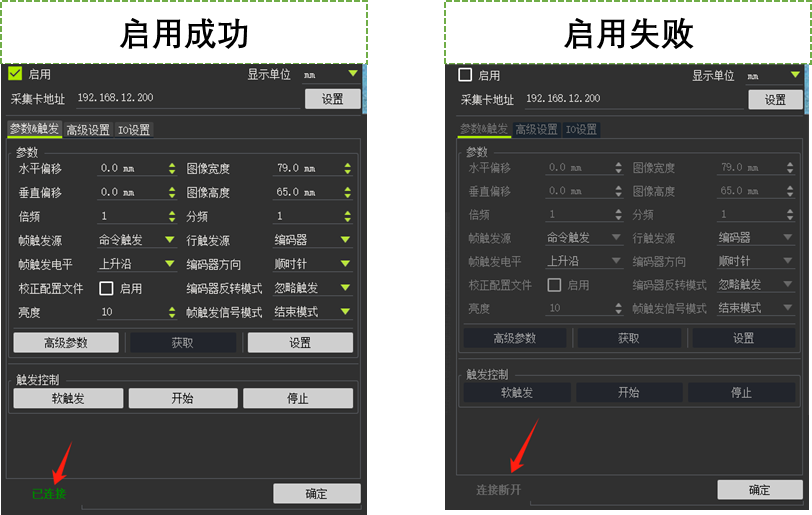 启用成功
启用 显示单位 mm
采集卡地址 192.168.12.200 设置
参数&触发 高级设置 IO设置
参数
水平偏移 0.0 mm 图像宽度 79.0 mm
垂直偏移 0.0 mm 图像高度 65.0 mm
倍频 1 分频 1
帧触发源 命令触发 行触发源 编码器
帧触发电平 上升沿 编码器方向 顺时针
校正配置文件 启用 编码器反转模式 忽略触发
亮度 10 帧触发信号模式 结束模式
高级参数 获取 设置
触发控制
软触发 开始 停止
已连接 确定
启用失败
启用 显示单位 mm
采集卡地址 192.168.12.200 设置
参数&触发 高级设置 IO设置
参数
水平偏移 0.0 mm 图像宽度 79.0 mm
垂直偏移 0.0 mm 图像高度 65.0 mm
倍频 1 分频 1
帧触发源 命令触发 行触发源 编码器
帧触发电平 上升沿 编码器方向 顺时针
校正配置文件 启用 编码器反转模式 忽略触发
亮度 10 帧触发信号模式 结束模式
高级参数 获取 设置
触发控制
软触发 开始 停止
连接断开 确定